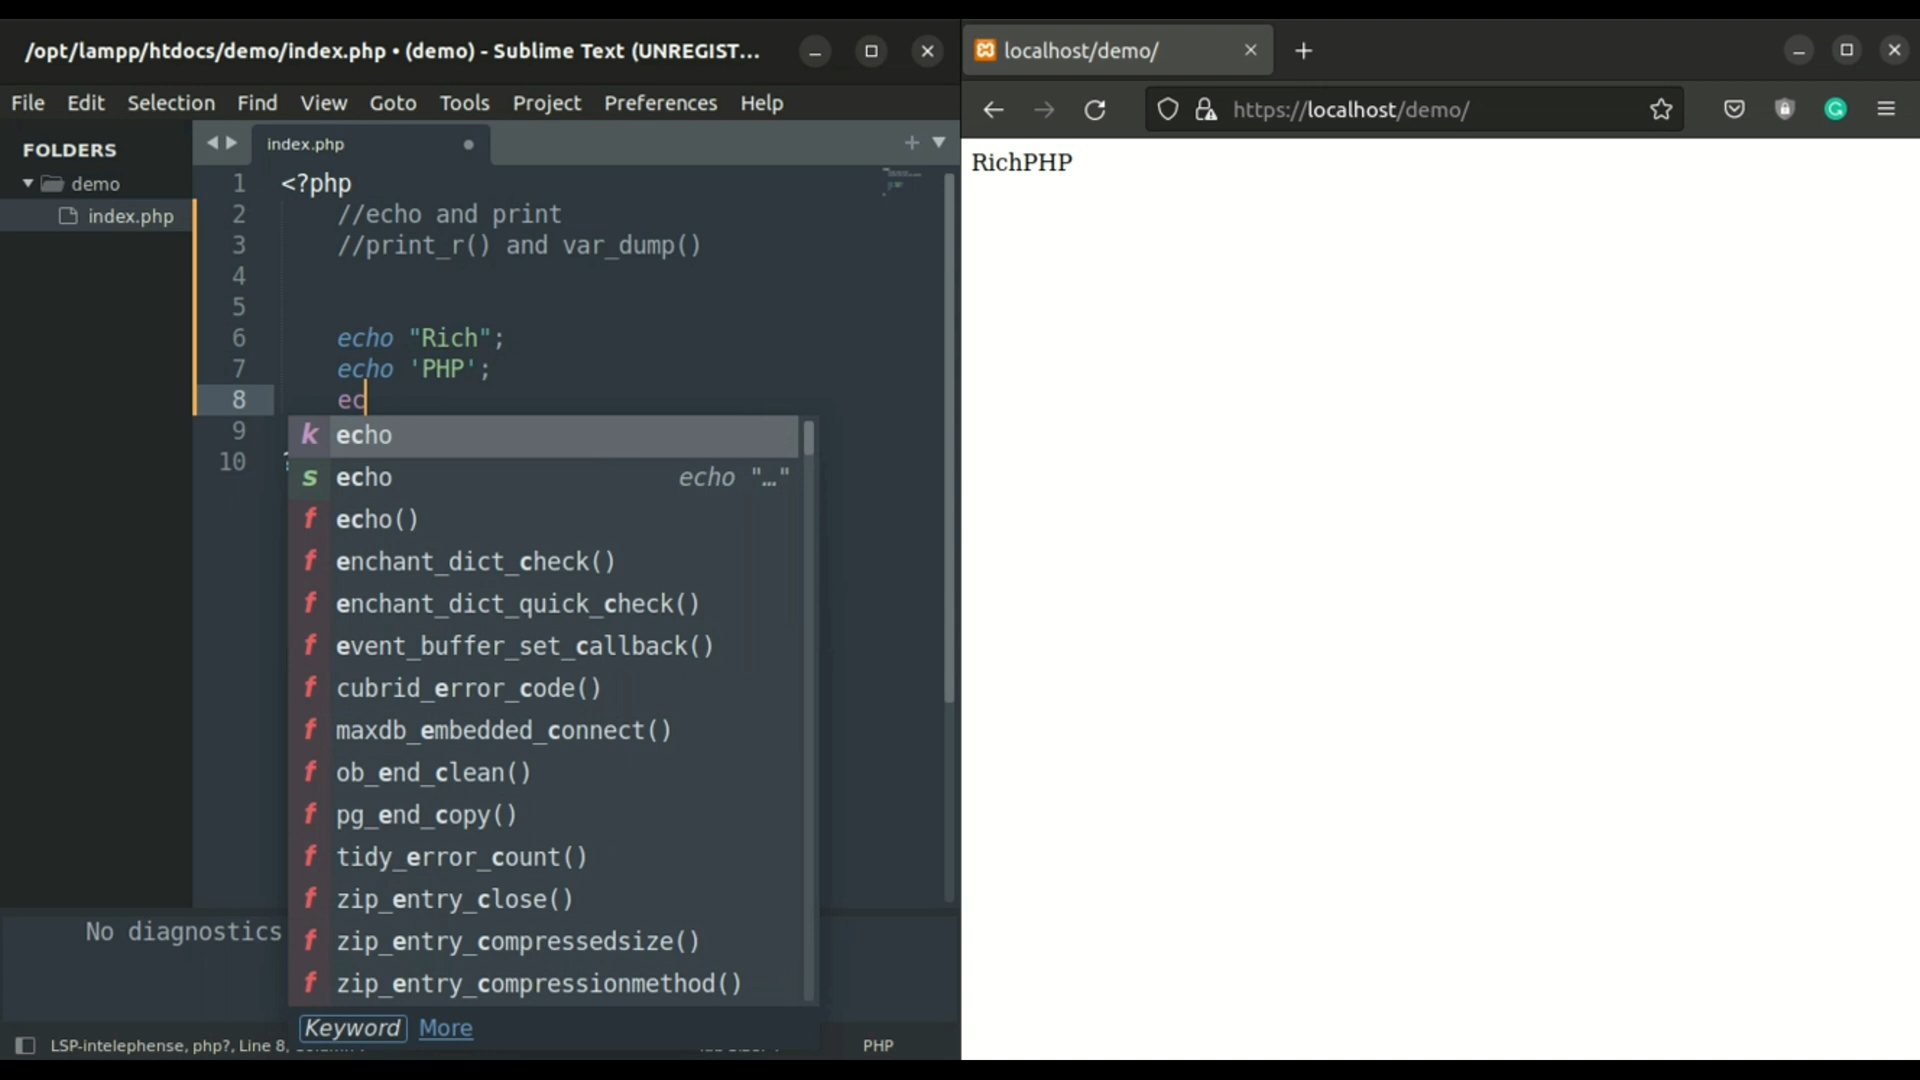 /opt/lampp/htdocs/demo/index.php • (demo) - Sublime Text (UNREGIST...
File Edit Selection Find View Goto Tools Project Preferences Help
FOLDERS
demo
index.php
index.php
1 <?php
2 //echo and print
3 //print_r() and var_dump()
4
5
6 echo "Rich";
7 echo 'PHP';
8 ec
9
10
k echo
s echo echo "…"
f echo()
f enchant_dict_check()
f enchant_dict_quick_check()
f event_buffer_set_callback()
f cubrid_error_code()
f maxdb_embedded_connect()
f ob_end_clean()
f pg_end_copy()
f tidy_error_count()
f zip_entry_close()
f zip_entry_compressedsize()
f zip_entry_compressionmethod()
Keyword More
No diagnostics
LSP-intelephense, php?, Line 8,
PHP
localhost/demo/
https://localhost/demo/
RichPHP